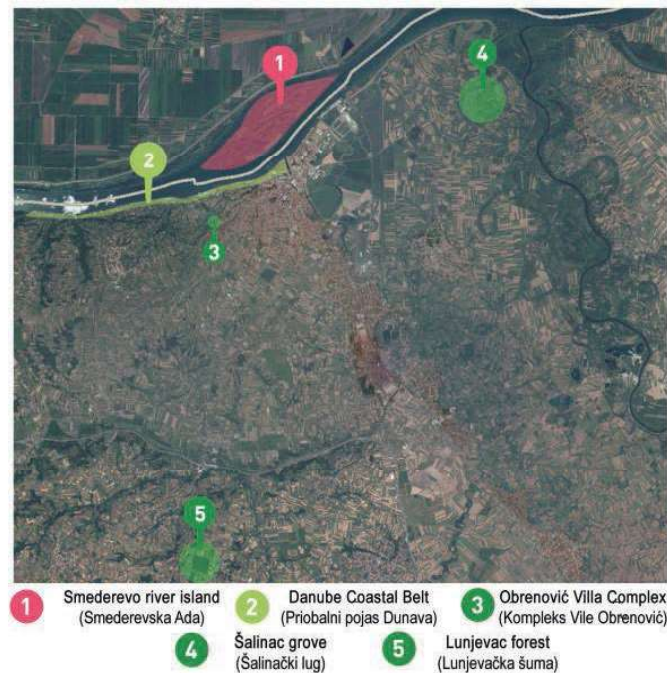 4
1
2
3
5
1 Smederevo river island
(Smederevska Ada)
2 Danube Coastal Belt
(Priobalni pojas Dunava)
3 Obrenović Villa Complex
(Kompleks Vile Obrenović)
4 Šalinac grove
(Šalinački lug)
5 Lunjevac forest
(Lunjevačka šuma)